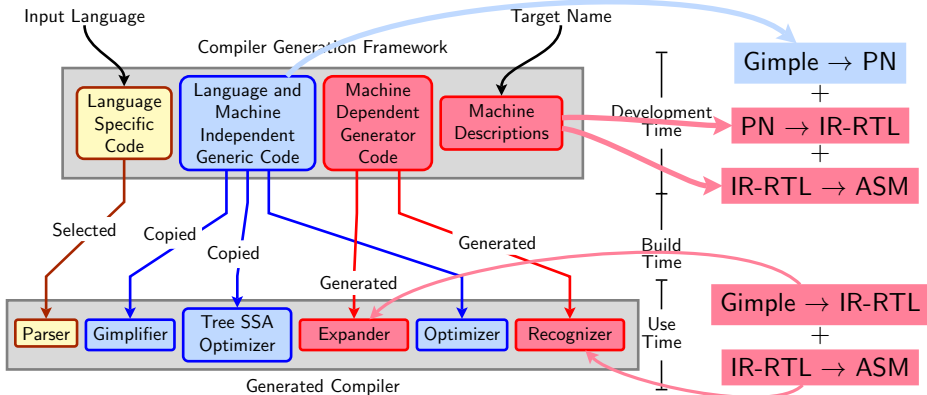 Input Language
Target Name
Compiler Generation Framework
Language
Specific
Code
Language and
Machine
Independent
Generic Code
Machine
Dependent
Generator
Code
Machine
Descriptions
Development
Time
Gimple → PN
+
PN → IR-RTL
+
IR-RTL → ASM
Selected
Copied
Copied
Generated
Generated
Build
Time
Parser
Gimplifier
Tree SSA
Optimizer
Expander
Optimizer
Recognizer
Use
Time
Gimple → IR-RTL
+
IR-RTL → ASM
Generated Compiler